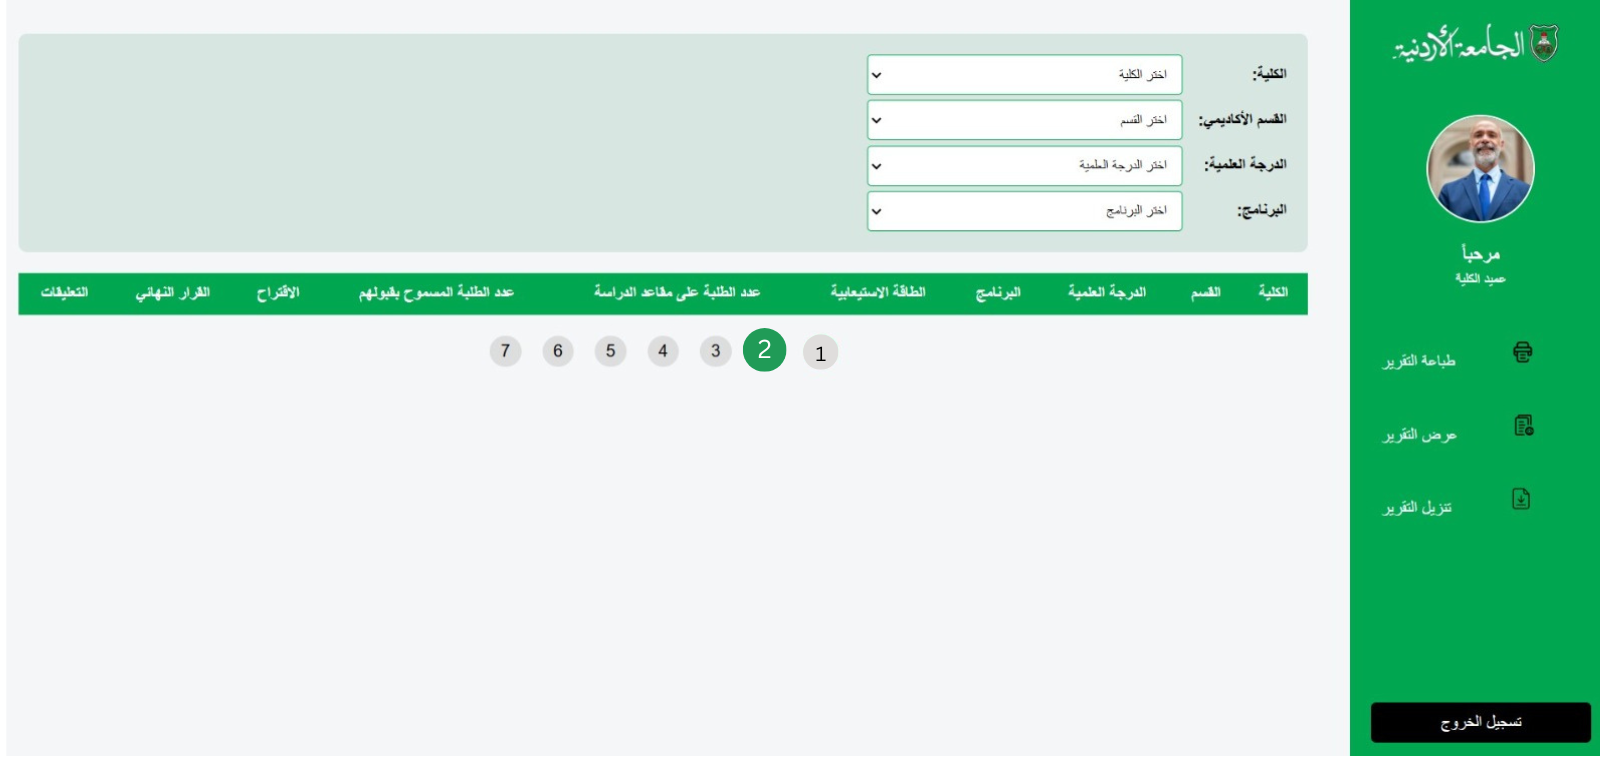 الجامعة الأردنية
مرحباً
عميد الكلية
طباعة التقرير
عرض التقرير
تنزيل التقرير
تسجيل الخروج
الكلية: اختر الكلية
القسم الأكاديمي: اختر القسم
الدرجة العلمية: اختر الدرجة العلمية
البرنامج: اختر البرنامج
الكلية القسم الدرجة العلمية البرنامج الطاقة الاستيعابية عدد الطلبة على مقاعد الدراسة عدد الطلبة المسموح بقبولهم الاقتراح القرار النهائي التعليقات
1 2 3 4 5 6 7